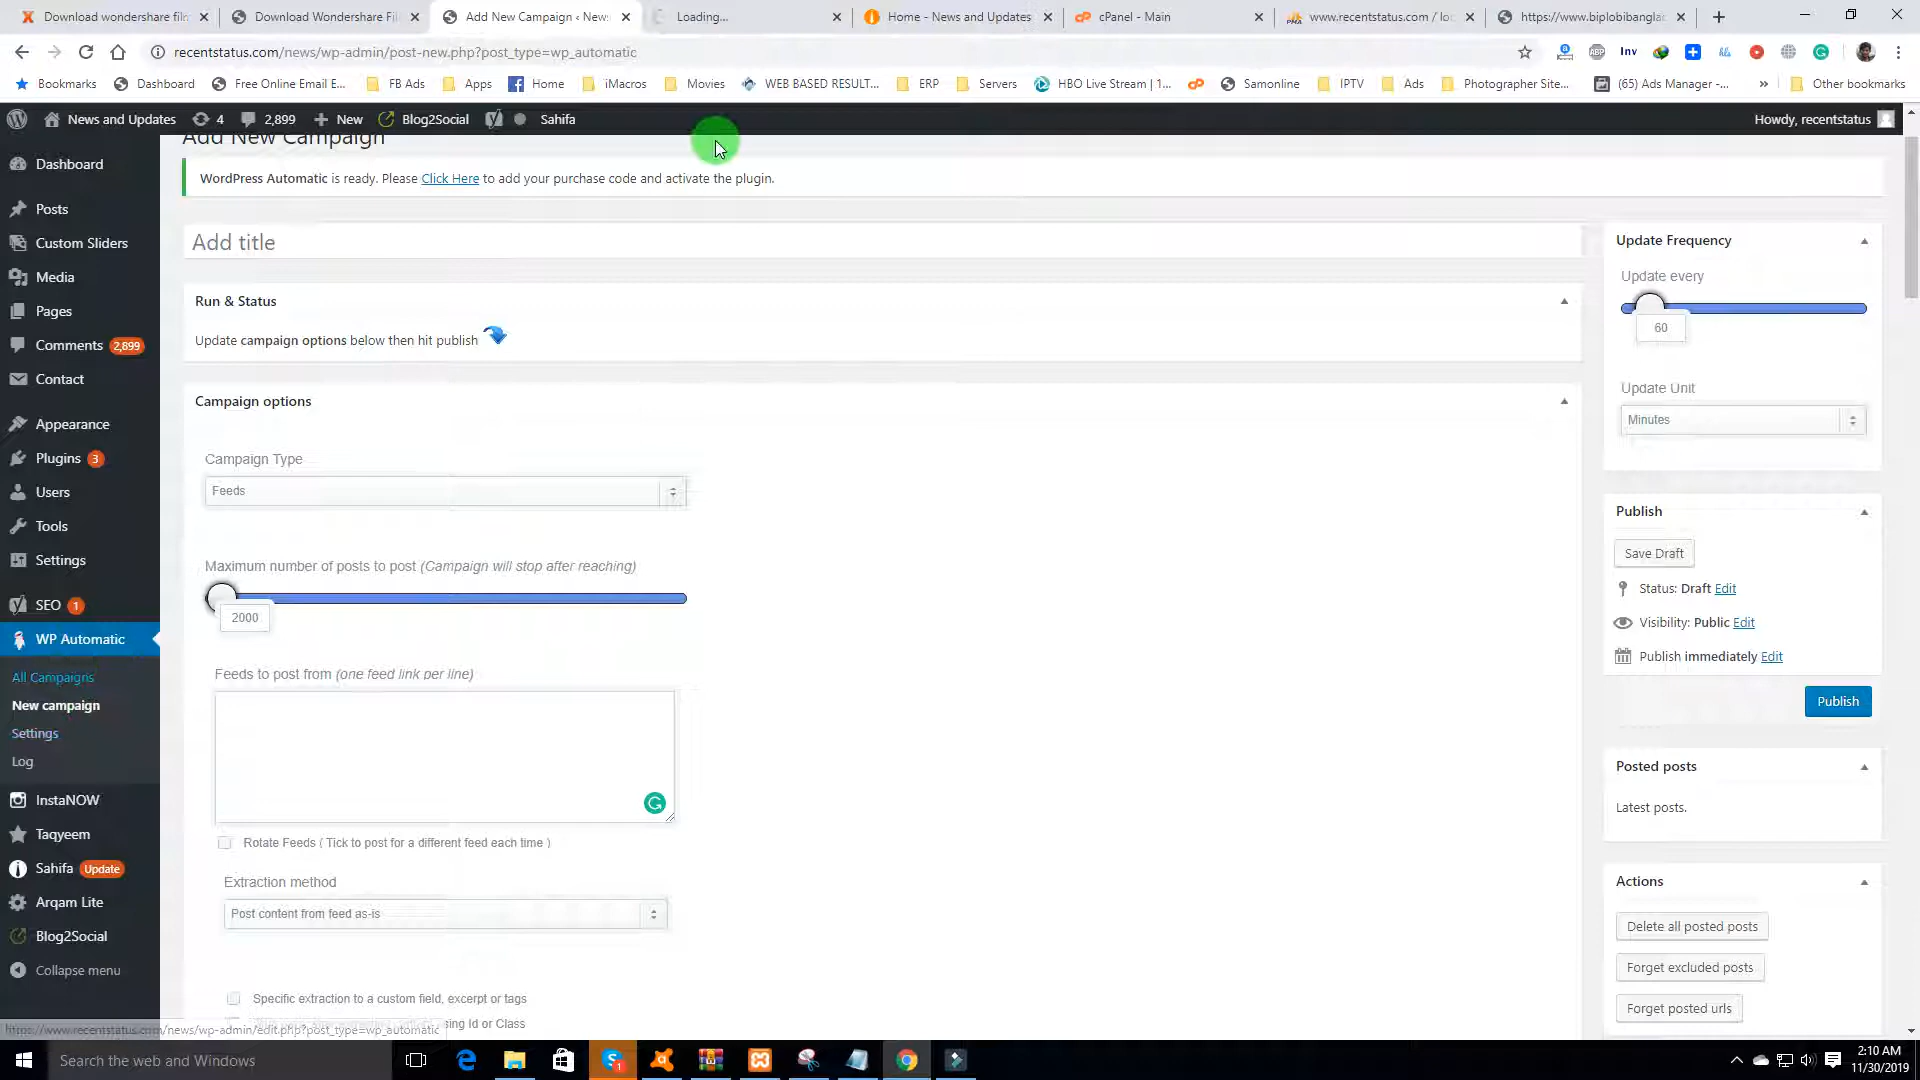 Download wondershare film
Download Wondershare Fil
Add New Campaign ‹ New
Loading...
Home - News and Updates
cPanel - Main
www.recentstatus.com / loc
https://www.biplobibangla
recentstatus.com/news/wp-admin/post-new.php?post_type=wp_automatic
Bookmarks
Dashboard
Free Online Email E...
FB Ads
Apps
Home
iMacros
Movies
WEB BASED RESULT...
ERP
Servers
HBO Live Stream | 1...
Samonline
IPTV
Ads
Photographer Site...
(65) Ads Manager -...
Other bookmarks
News and Updates
4
2,899
New
Blog2Social
Sahifa
Howdy, recentstatus
Add New Campaign
Dashboard
Posts
Custom Sliders
Media
Pages
Comments 2,899
Contact
Appearance
Plugins 3
Users
Tools
Settings
SEO 1
WP Automatic
All Campaigns
New campaign
Settings
Log
InstaNOW
Taqyeem
Sahifa Update
Arqam Lite
Blog2Social
Collapse menu
WordPress Automatic is ready. Please Click Here to add your purchase code and activate the plugin.
Add title
Run & Status
Update campaign options below then hit publish
Campaign options
Campaign Type
Feeds
Maximum number of posts to post (Campaign will stop after reaching)
2000
Feeds to post from (one feed link per line)
Rotate Feeds ( Tick to post for a different feed each time )
Extraction method
Post content from feed as-is
Specific extraction to a custom field, excerpt or tags
using Id or Class
Update Frequency
Update every
60
Update Unit
Minutes
Publish
Save Draft
Status: Draft Edit
Visibility: Public Edit
Publish immediately Edit
Publish
Posted posts
Latest posts.
Actions
Delete all posted posts
Forget excluded posts
Forget posted urls
https://www.recentstatus.com/news/wp-admin/edit.php?post_type=wp_automatic
Search the web and Windows
2:10 AM
11/30/2019